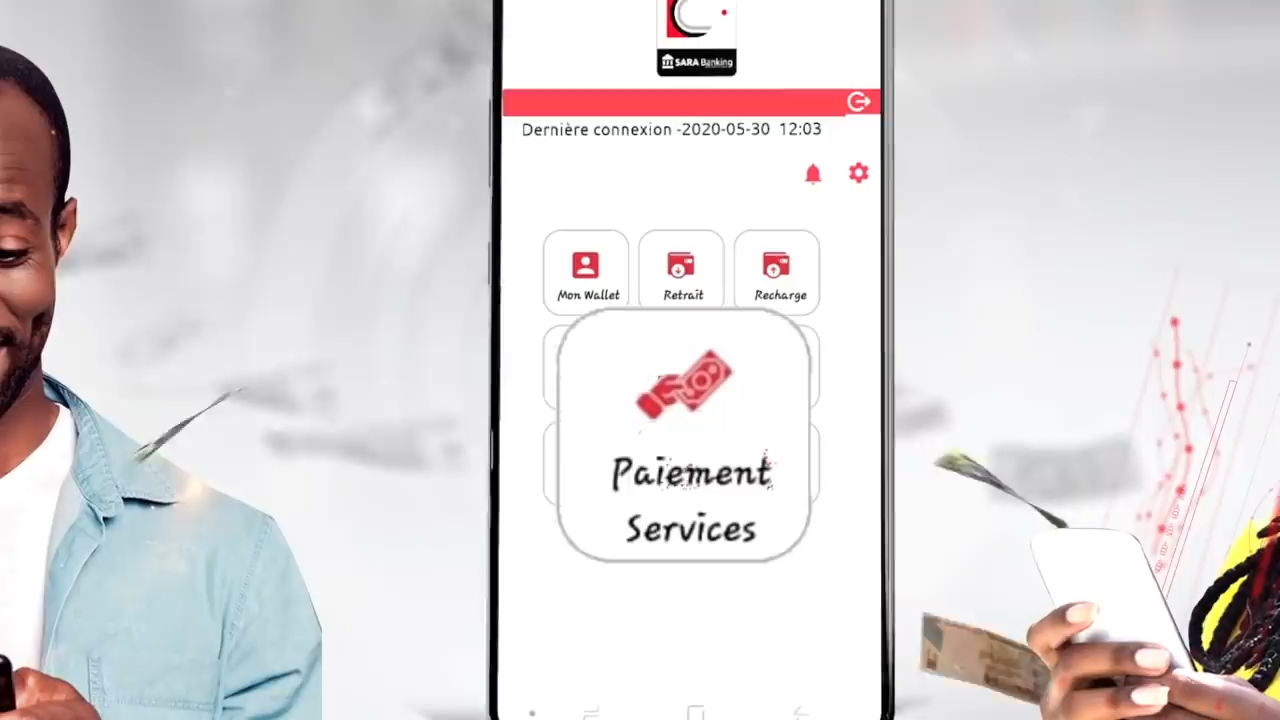 SARA Banking
Dernière connexion -2020-05-30 12:03
Mon Wallet
Retrait
Recharge
Paiement
Services